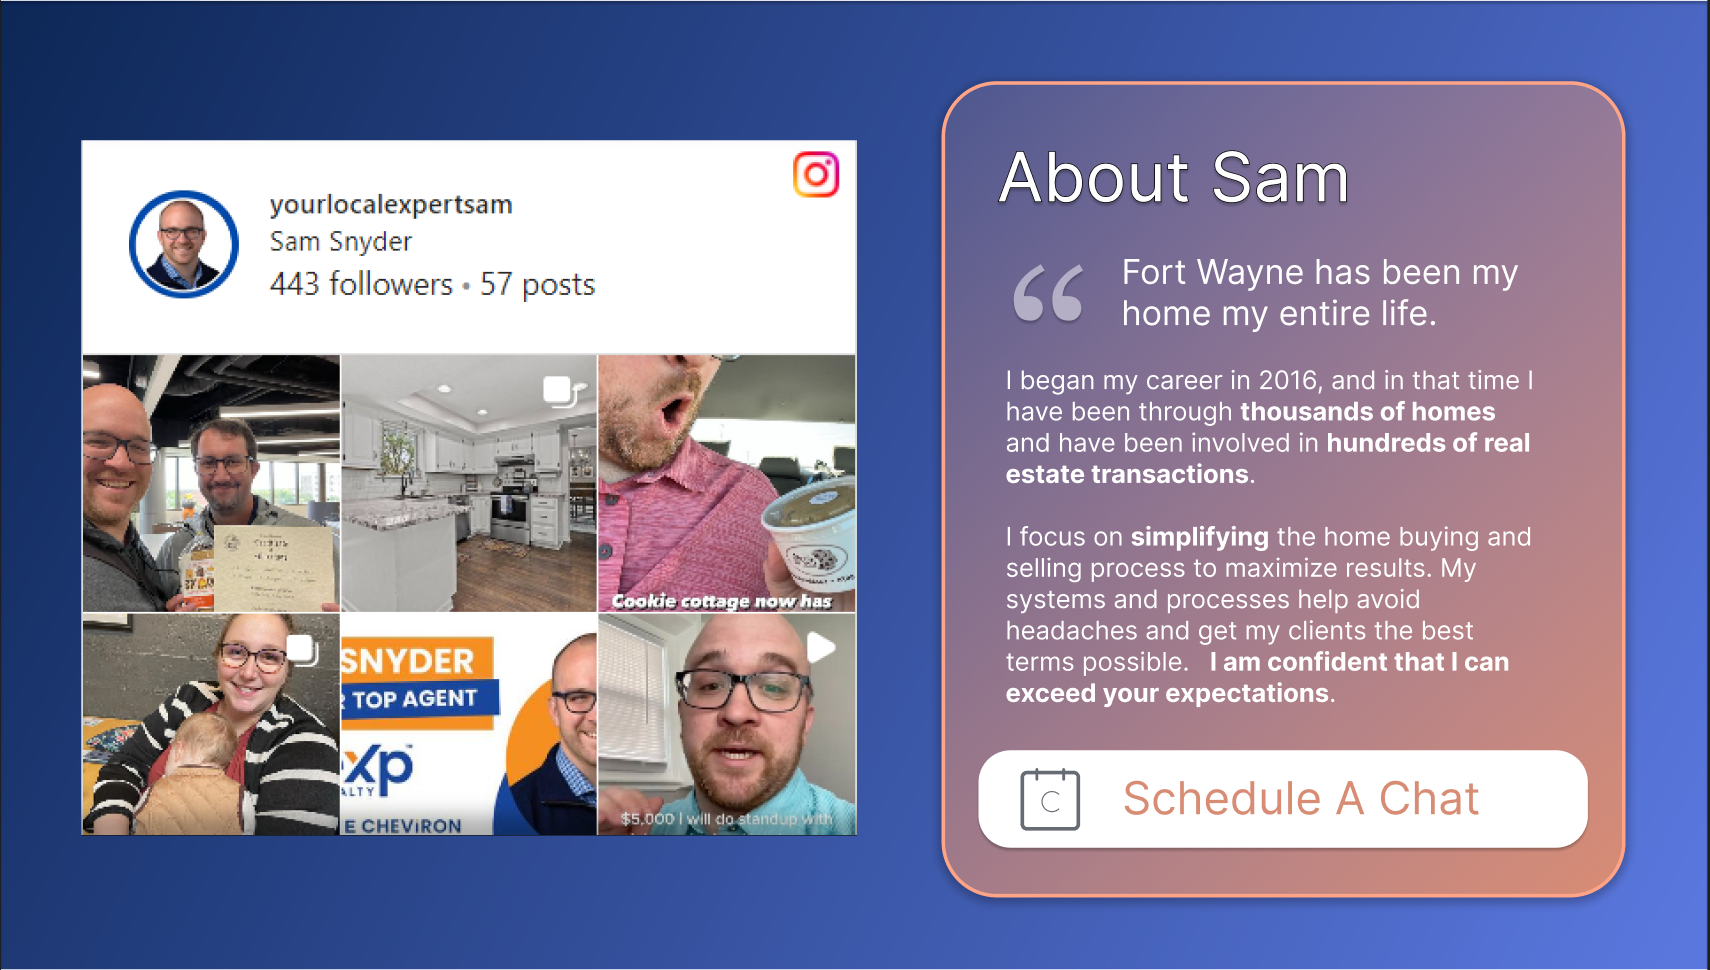 yourlocalexpertsam
Sam Snyder
443 followers • 57 posts
Cookie cottage now has
SNYDER
TOP AGENT
exp
ALTY
E CHEVIRON
$5,000 I will do standup with
About Sam
“ Fort Wayne has been my
home my entire life.
I began my career in 2016, and in that time I
have been through thousands of homes
and have been involved in hundreds of real
estate transactions.
I focus on simplifying the home buying and
selling process to maximize results. My
systems and processes help avoid
headaches and get my clients the best
terms possible. I am confident that I can
exceed your expectations.
C Schedule A Chat